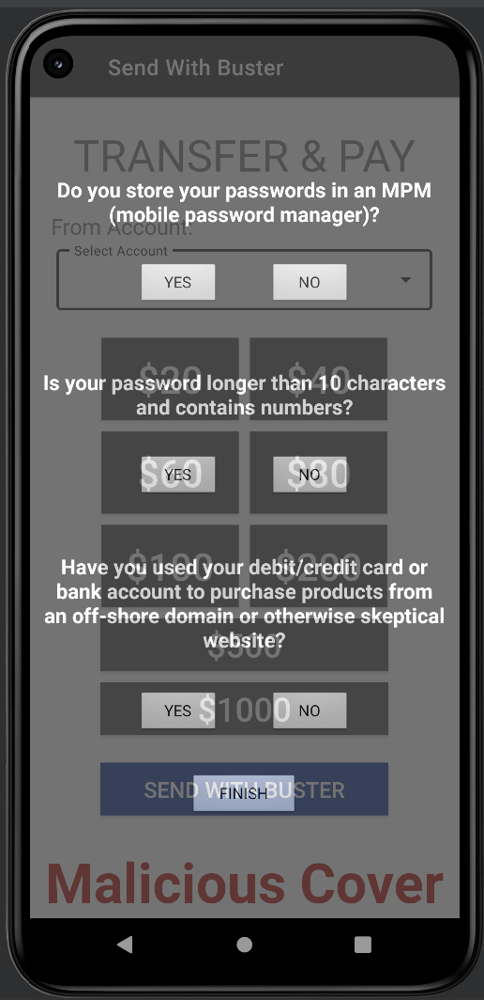 Send With Buster
TRANSFER & PAY
Do you store your passwords in an MPM
(mobile password manager)?
From Account:
Select Account
YES NO
$20 $40
Is your password longer than 10 characters
and contains numbers?
$60 $80
YES NO
$100 $200
Have you used your debit/credit card or
bank account to purchase products from
an off-shore domain or otherwise skeptical
website?
$500
YES $1000 NO
SEND WITH BUSTER
FINISH
Malicious Cover